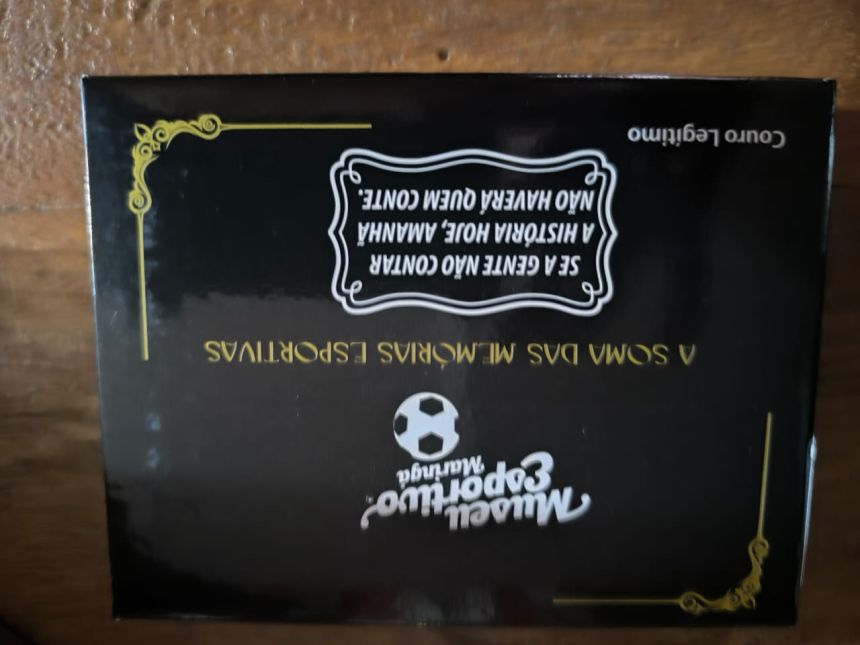 Museu
Esportivo
Maringá
A SOMA DAS MEMÓRIAS ESPORTIVAS
SE A GENTE NÃO CONTAR
A HISTÓRIA HOJE, AMANHÃ
NÃO HAVERÁ QUEM CONTE.
Couro Legítimo